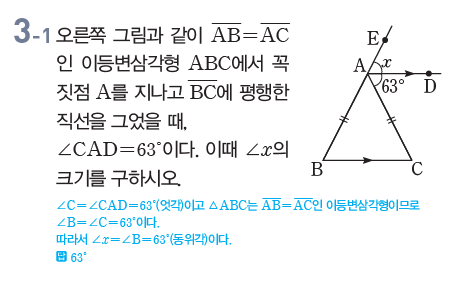 3-1 오른쪽 그림과 같이 AB=AC
인 이등변삼각형 ABC에서 꼭
짓점 A를 지나고 BC에 평행한
직선을 그었을 때,
∠CAD=63°이다. 이때 ∠x의
크기를 구하시오.
E
A x
63° D
B C
∠C=∠CAD=63°(엇각)이고 △ABC는 AB=AC인 이등변삼각형이므로
∠B=∠C=63°이다.
따라서 ∠x=∠B=63°(동위각)이다.
답 63°